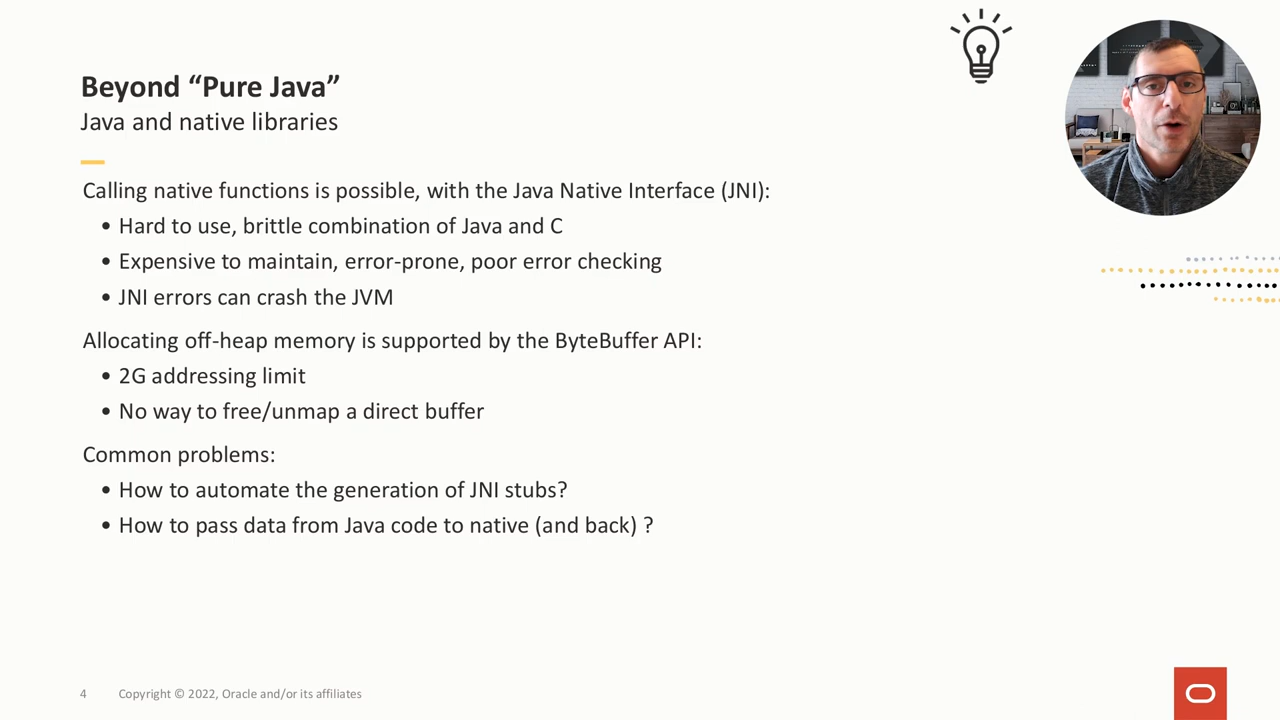 Beyond “Pure Java”
Java and native libraries
Calling native functions is possible, with the Java Native Interface (JNI):
• Hard to use, brittle combination of Java and C
• Expensive to maintain, error-prone, poor error checking
• JNI errors can crash the JVM
Allocating off-heap memory is supported by the ByteBuffer API:
• 2G addressing limit
• No way to free/unmap a direct buffer
Common problems:
• How to automate the generation of JNI stubs?
• How to pass data from Java code to native (and back) ?
4 Copyright © 2022, Oracle and/or its affiliates